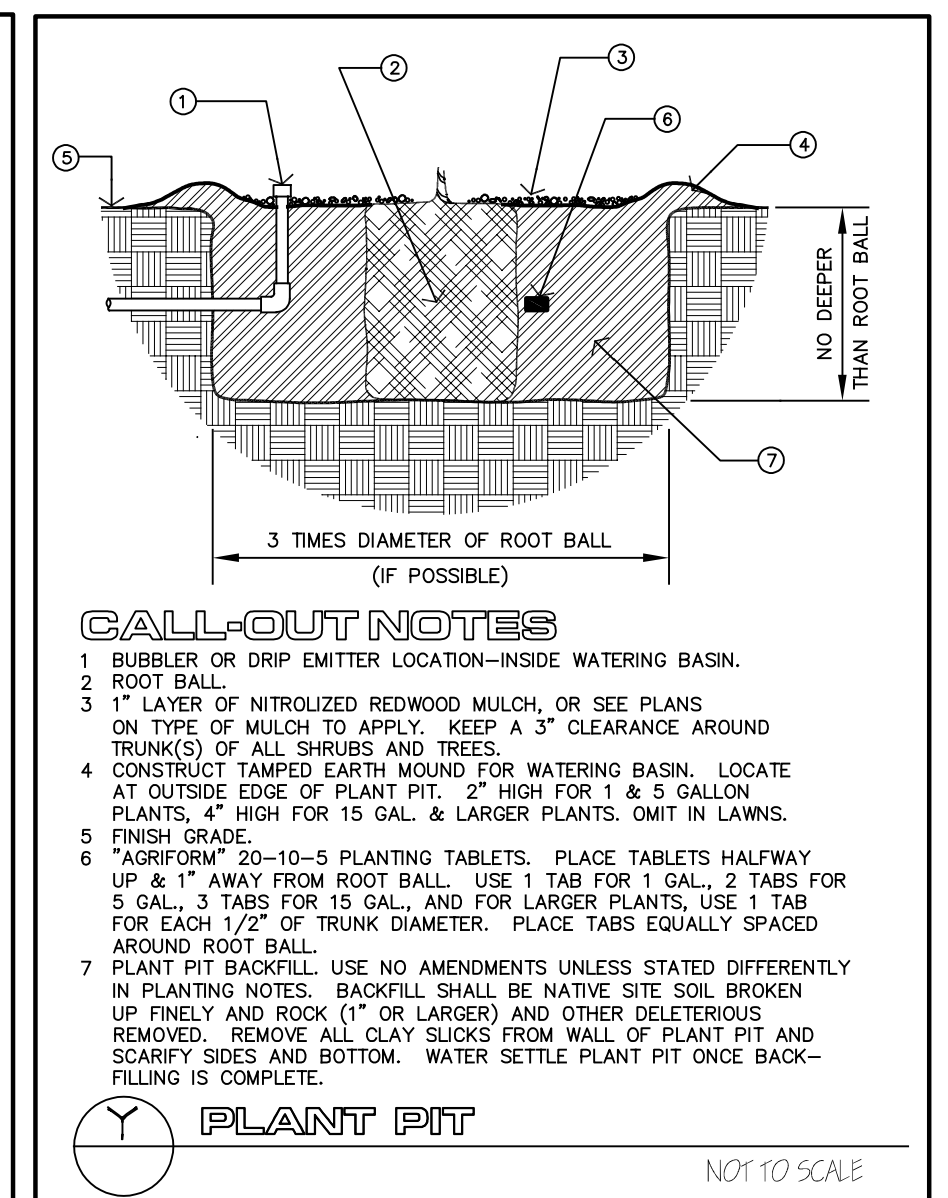 2
3
1
6
5
4
NO DEEPER
THAN ROOT BALL
7
3 TIMES DIAMETER OF ROOT BALL
(IF POSSIBLE)
CALL-OUT NOTES
1 BUBBLER OR DRIP EMITTER LOCATION–INSIDE WATERING BASIN.
2 ROOT BALL.
3 1" LAYER OF NITROLIZED REDWOOD MULCH, OR SEE PLANS
ON TYPE OF MULCH TO APPLY. KEEP A 3" CLEARANCE AROUND
TRUNK(S) OF ALL SHRUBS AND TREES.
4 CONSTRUCT TAMPED EARTH MOUND FOR WATERING BASIN. LOCATE
AT OUTSIDE EDGE OF PLANT PIT. 2" HIGH FOR 1 & 5 GALLON
PLANTS, 4" HIGH FOR 15 GAL. & LARGER PLANTS. OMIT IN LAWNS.
5 FINISH GRADE.
6 "AGRIFORM" 20–10–5 PLANTING TABLETS. PLACE TABLETS HALFWAY
UP & 1" AWAY FROM ROOT BALL. USE 1 TAB FOR 1 GAL., 2 TABS FOR
5 GAL., 3 TABS FOR 15 GAL., AND FOR LARGER PLANTS, USE 1 TAB
FOR EACH 1/2" OF TRUNK DIAMETER. PLACE TABS EQUALLY SPACED
AROUND ROOT BALL.
7 PLANT PIT BACKFILL. USE NO AMENDMENTS UNLESS STATED DIFFERENTLY
IN PLANTING NOTES. BACKFILL SHALL BE NATIVE SITE SOIL BROKEN
UP FINELY AND ROCK (1" OR LARGER) AND OTHER DELETERIOUS
REMOVED. REMOVE ALL CLAY SLICKS FROM WALL OF PLANT PIT AND
SCARIFY SIDES AND BOTTOM. WATER SETTLE PLANT PIT ONCE BACK–
FILLING IS COMPLETE.
Y PLANT PIT
NOT TO SCALE